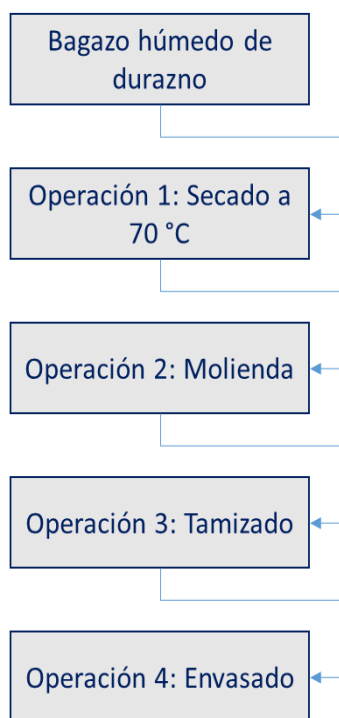 Bagazo húmedo de
durazno
Operación 1: Secado a
70 °C
Operación 2: Molienda
Operación 3: Tamizado
Operación 4: Envasado